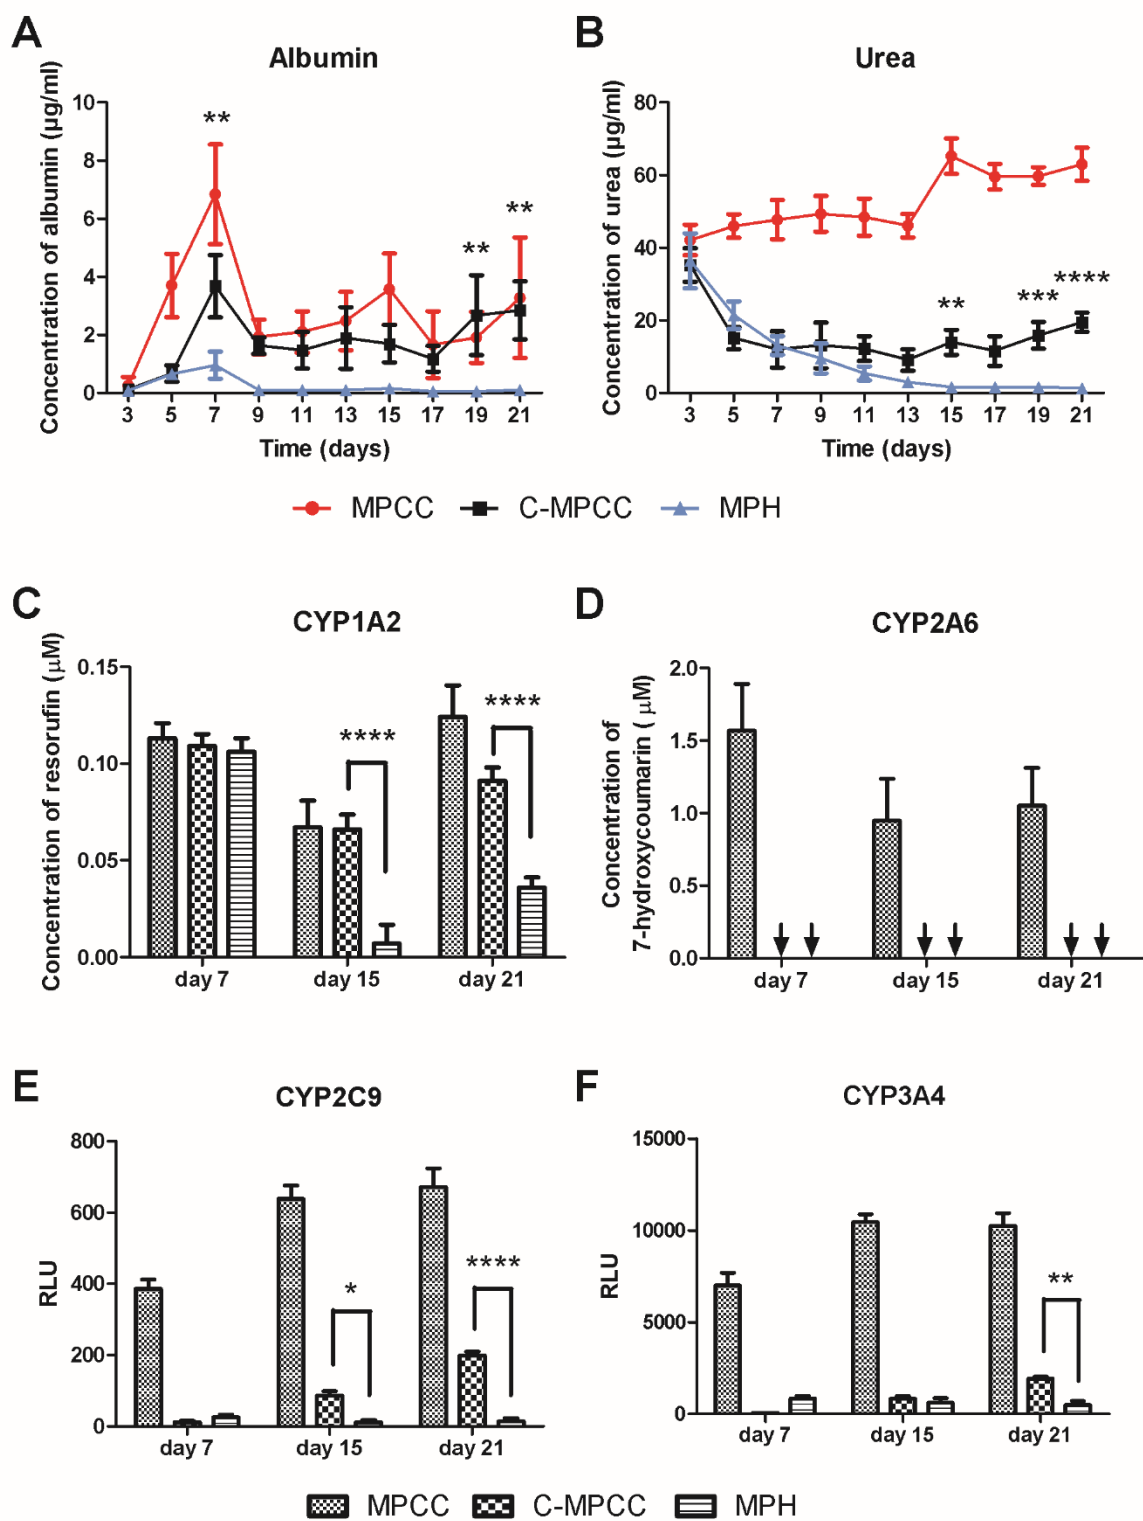 A
Albumin
Concentration of albumin (µg/ml)
10
8
6
4
2
0
**
**
**
3 5 7 9 11 13 15 17 19 21
Time (days)
B
Urea
Concentration of urea (µg/ml)
80
60
40
20
0
**
***
****
3 5 7 9 11 13 15 17 19 21
Time (days)
MPCC C-MPCC MPH
C
CYP1A2
Concentration of resorufin (µM)
0.15
0.10
0.05
0.00
****
****
day 7 day 15 day 21
D
CYP2A6
Concentration of
7-hydroxycoumarin ( µM)
2.0
1.5
1.0
0.5
0.0
day 7 day 15 day 21
E
CYP2C9
RLU
800
600
400
200
0
*
****
day 7 day 15 day 21
F
CYP3A4
RLU
15000
10000
5000
0
**
day 7 day 15 day 21
MPCC C-MPCC MPH